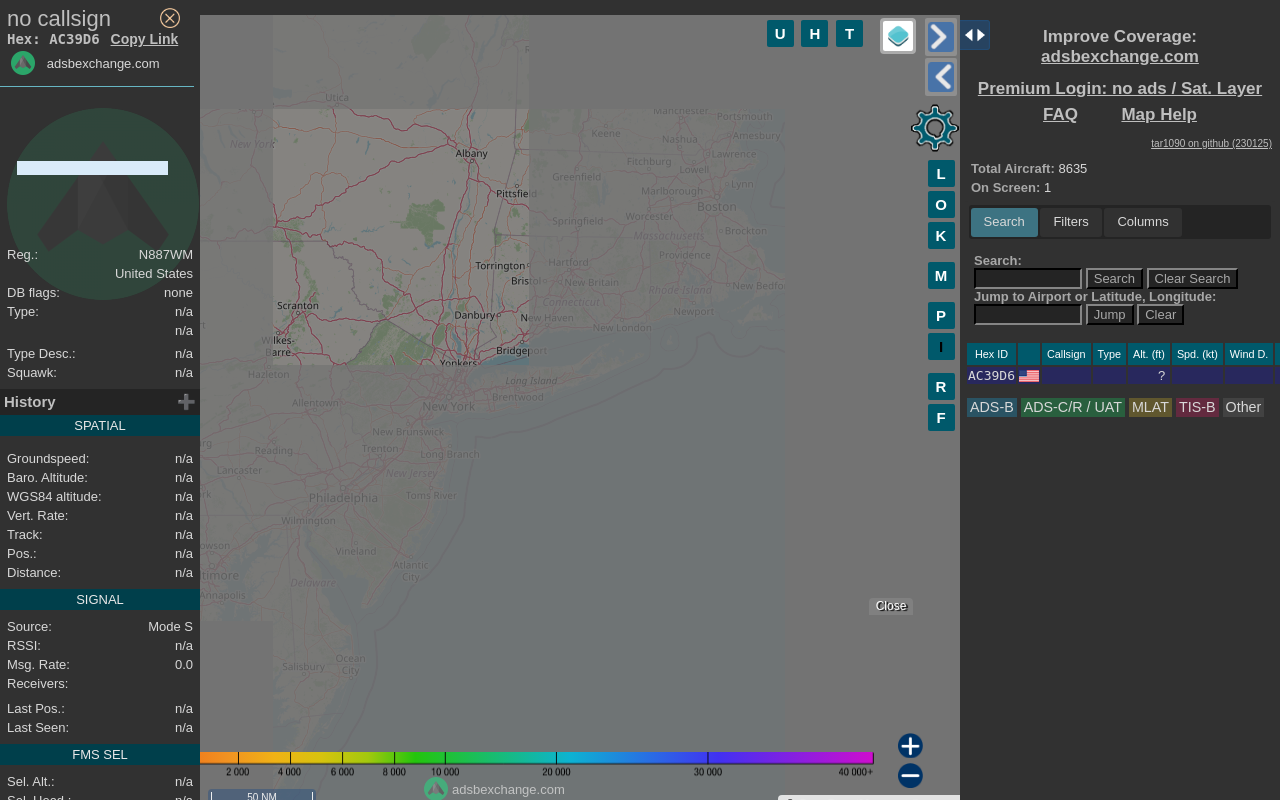 no callsign
Hex: AC39D6 Copy Link
adsbexchange.com
Reg.: N887WM
United States
DB flags: none
Type: n/a
n/a
Type Desc.: n/a
Squawk: n/a
History
SPATIAL
Groundspeed: n/a
Baro. Altitude: n/a
WGS84 altitude: n/a
Vert. Rate: n/a
Track: n/a
Pos.: n/a
Distance: n/a
SIGNAL
Source: Mode S
RSSI: n/a
Msg. Rate: 0.0
Receivers:
Last Pos.: n/a
Last Seen: n/a
FMS SEL
Sel. Alt.: n/a
U H T
L
O
K
M
P
I
R
F
Utica
New York
Albany
Pittsfield
Manchester
Portsmouth
Keene
Nashua
Amesbury
Fitchburg
Lawrence
Greenfield
Lowell
Marlborough
Lynn
Worcester
Boston
Springfield
Massachusetts
Brockton
Providence
Torrington
Hartford
New Britain
Connecticut
Rhode Island
Newport
Scranton
Danbury
New Haven
New London
Wilkes-
Barre
Bridgeport
Yonkers
Hazleton
Long Island
Brentwood
Allentown
New York
New Brunswick
Reading
Trenton
Long Branch
Lancaster
New Jersey
Philadelphia
Toms River
Wilmington
Vineland
Atlantic
City
Annapolis
Delaware
Ocean
City
Salisbury
Close
2 000 4 000 6 000 8 000 10 000 20 000 30 000 40 000+
adsbexchange.com
50 NM
Improve Coverage:
adsbexchange.com
Premium Login: no ads / Sat. Layer
FAQ Map Help
tar1090 on github (230125)
Total Aircraft: 8635
On Screen: 1
Search Filters Columns
Search:
Search Clear Search
Jump to Airport or Latitude, Longitude:
Jump Clear
Hex ID Callsign Type Alt. (ft) Spd. (kt) Wind D.
AC39D6 ?
ADS-B ADS-C/R / UAT MLAT TIS-B Other